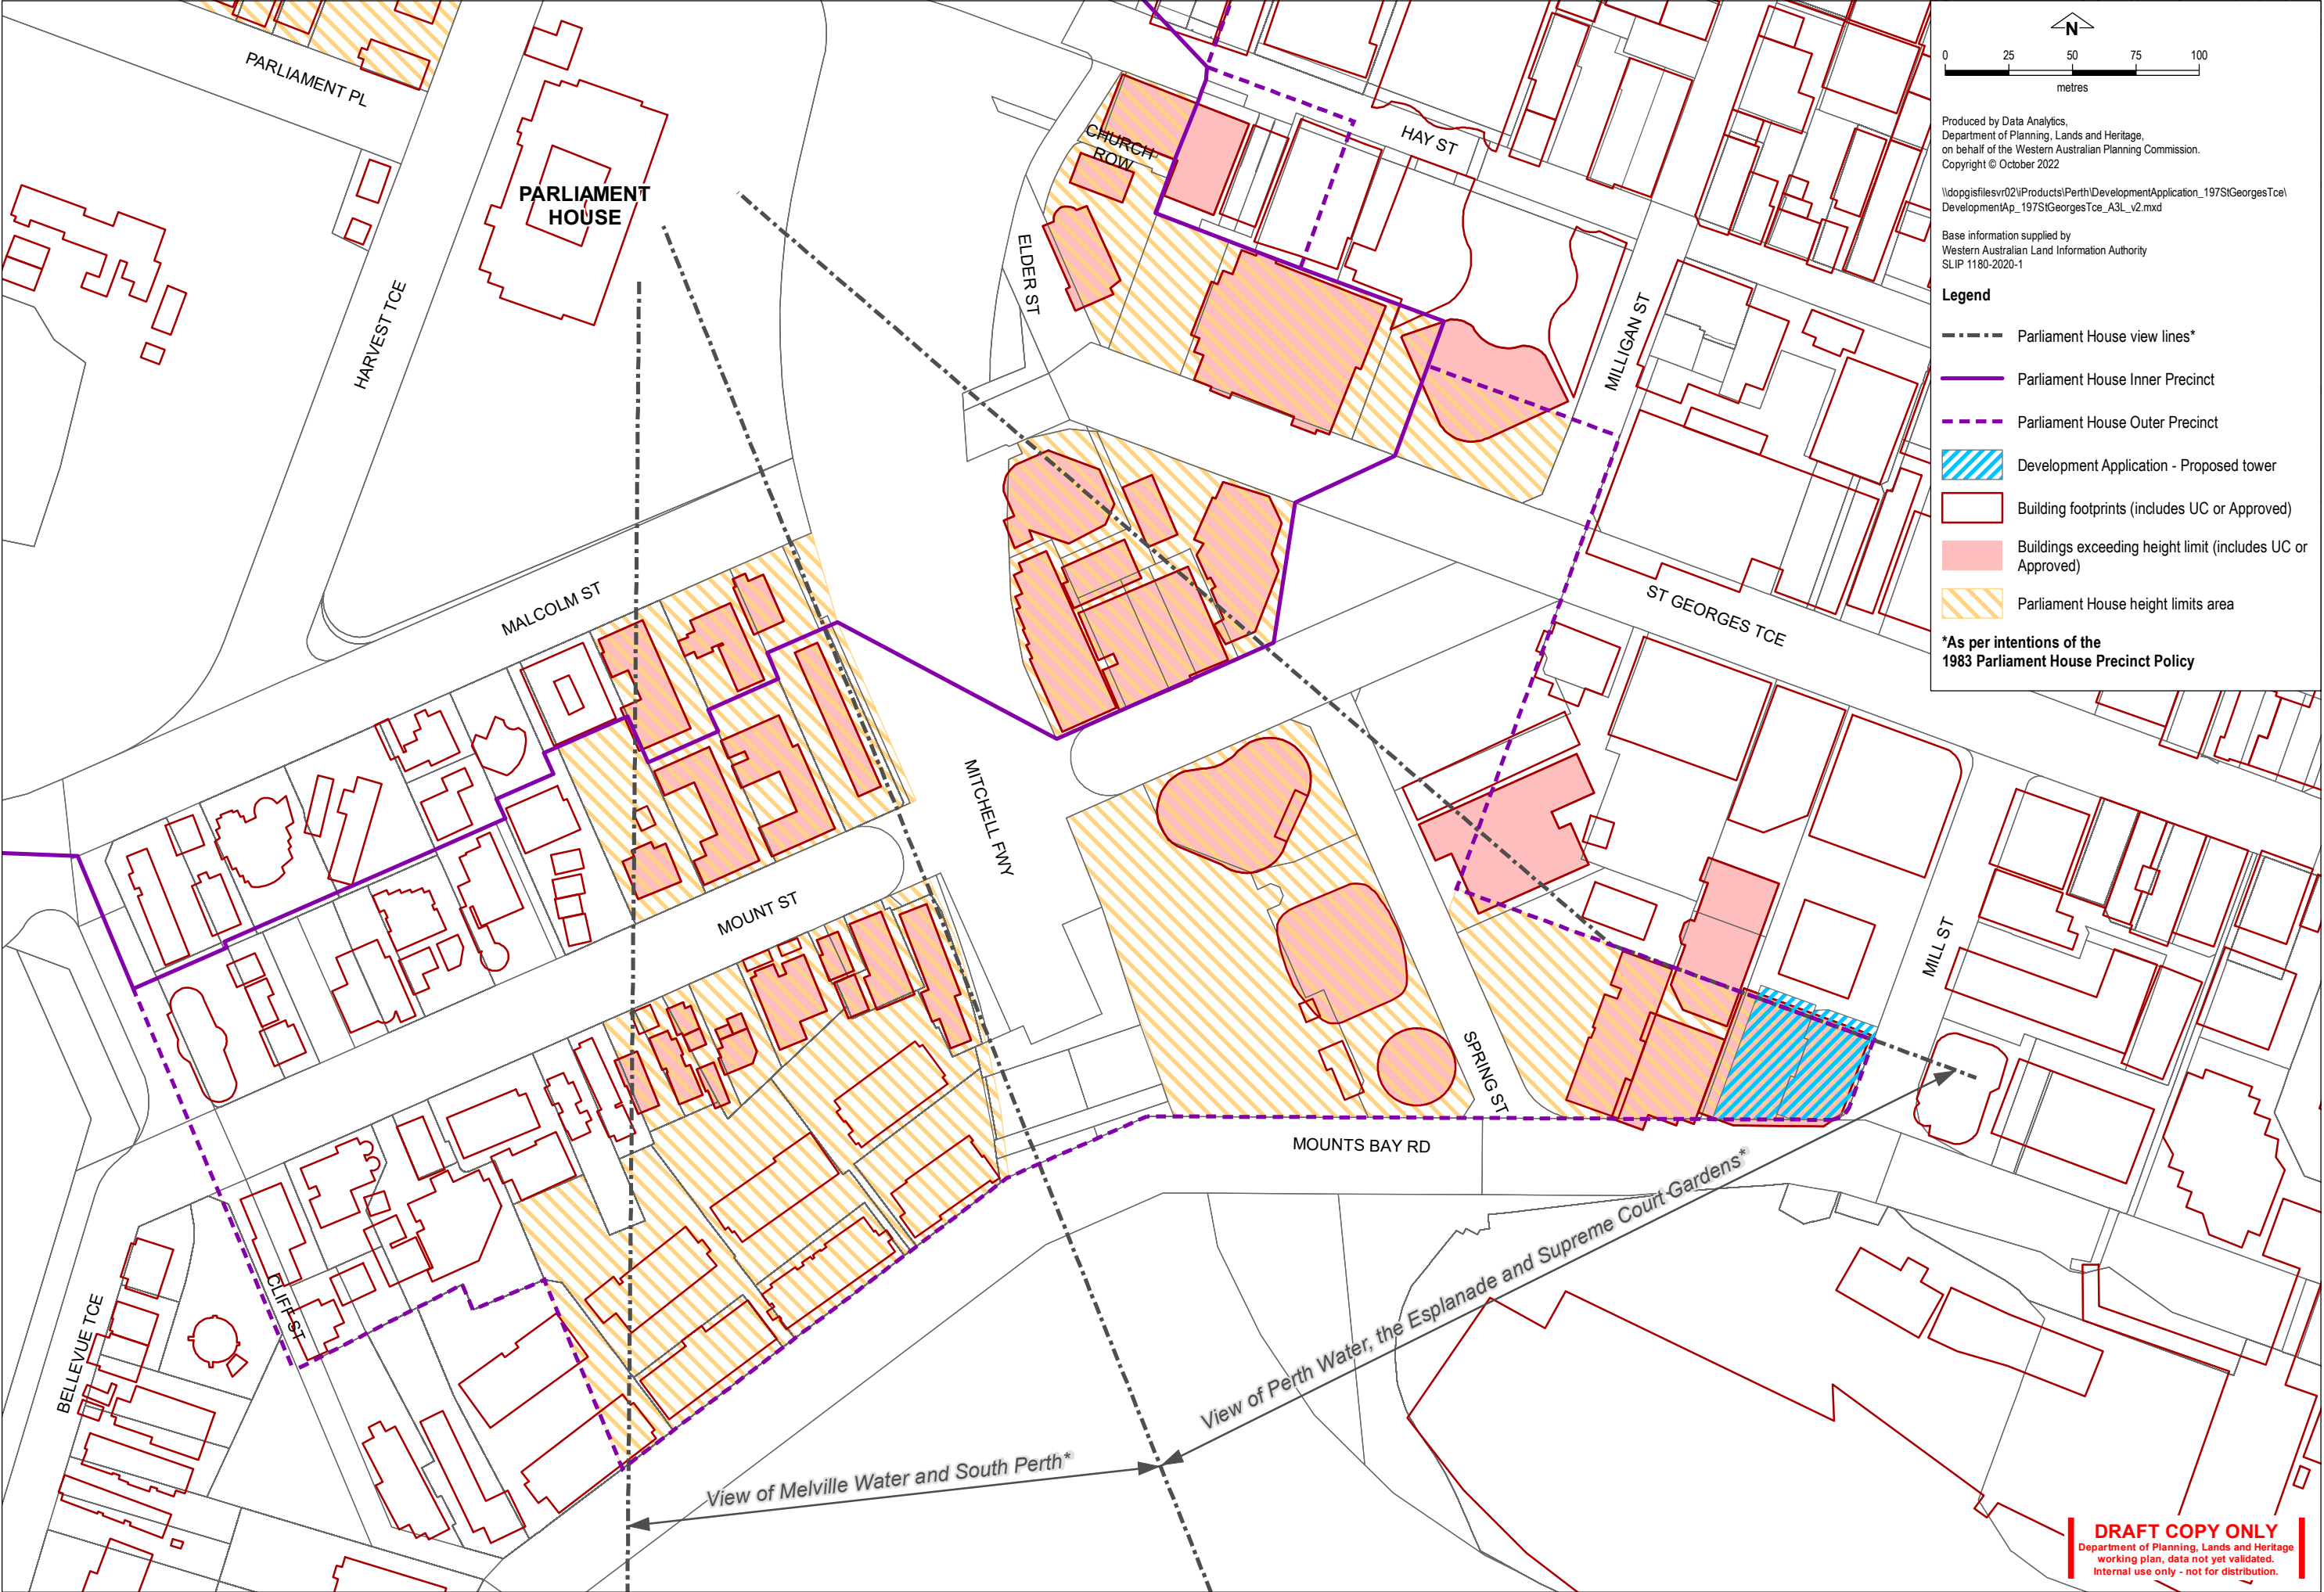 PARLIAMENT PL
PARLIAMENT
HOUSE
HARVEST TCE
CHURCH
ROW
ELDER ST
HAY ST
MILLIGAN ST
MALCOLM ST
ST GEORGES TCE
MITCHELL FWY
MOUNT ST
MILL ST
SPRING ST
MOUNTS BAY RD
CLIFF ST
BELLEVUE TCE
View of Perth Water, the Esplanade and Supreme Court Gardens*
View of Melville Water and South Perth*
N
0 25 50 75 100
metres
Produced by Data Analytics,
Department of Planning, Lands and Heritage,
on behalf of the Western Australian Planning Commission.
Copyright © October 2022
\\dopgisfilesvr02\iProducts\Perth\DevelopmentApplication_197StGeorgesTce\
DevelopmentAp_197StGeorgesTce_A3L_v2.mxd
Base information supplied by
Western Australian Land Information Authority
SLIP 1180-2020-1
Legend
Parliament House view lines*
Parliament House Inner Precinct
Parliament House Outer Precinct
Development Application - Proposed tower
Building footprints (includes UC or Approved)
Buildings exceeding height limit (includes UC or
Approved)
Parliament House height limits area
*As per intentions of the
1983 Parliament House Precinct Policy
DRAFT COPY ONLY
Department of Planning, Lands and Heritage
working plan, data not yet validated.
Internal use only - not for distribution.